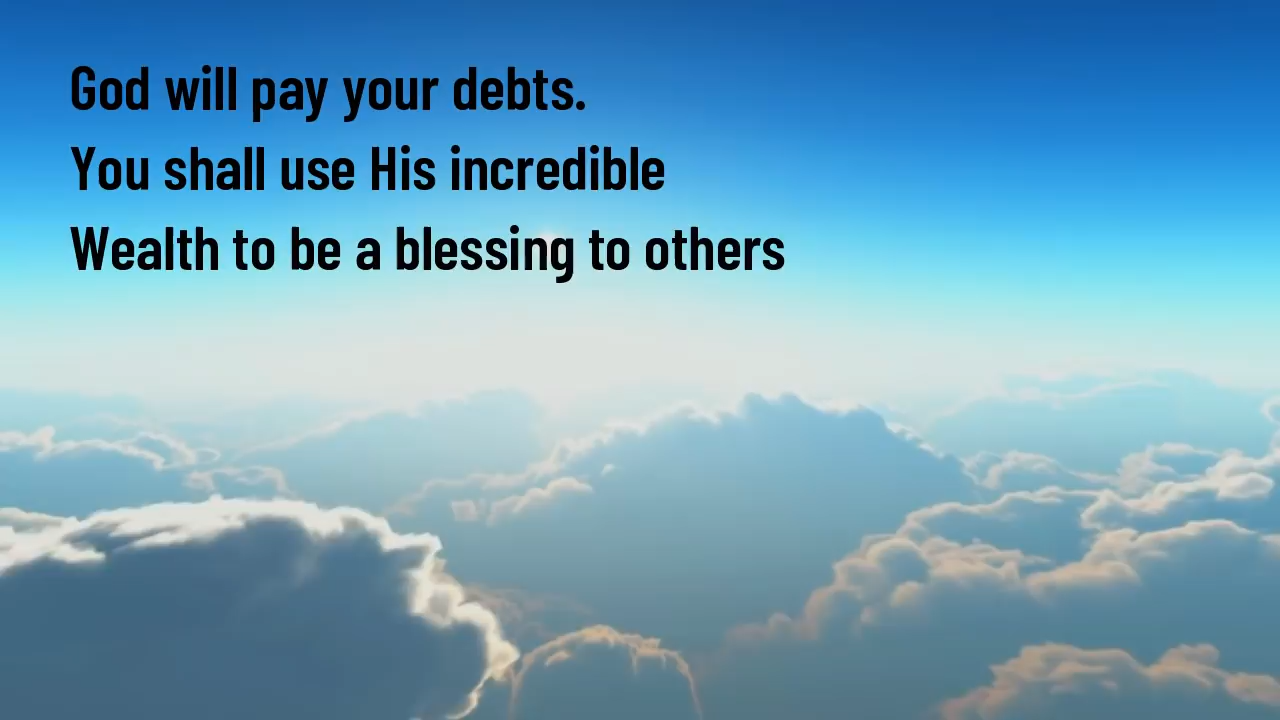 God will pay your debts.
You shall use His incredible
Wealth to be a blessing to others